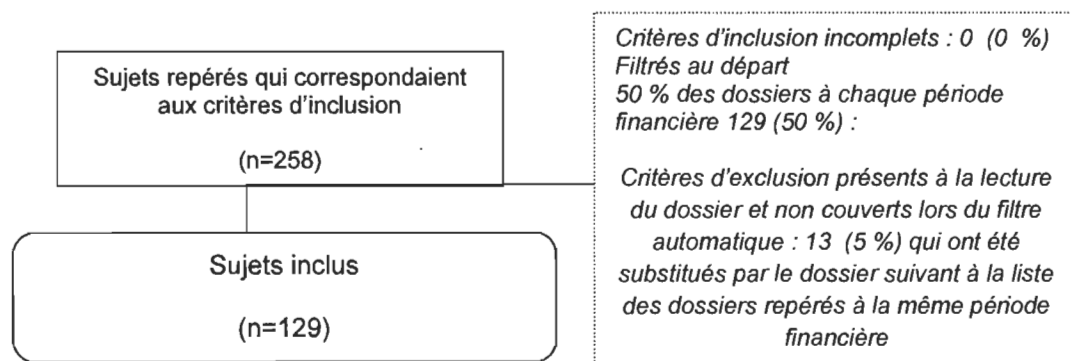 Sujets repérés qui correspondaient
aux critères d'inclusion
(n=258)
Critères d'inclusion incomplets : 0 (0 %)
Filtrés au départ
50 % des dossiers à chaque période
financière 129 (50 %) :
Critères d'exclusion présents à la lecture
du dossier et non couverts lors du filtre
automatique : 13 (5 %) qui ont été
substitués par le dossier suivant à la liste
des dossiers repérés à la même période
financière
Sujets inclus
(n=129)